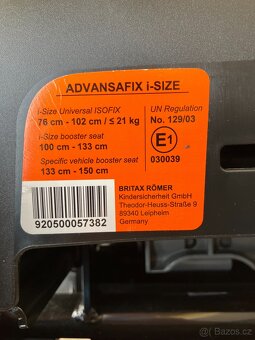 ADVANSAFIX i-SIZE
i-Size Universal ISOFIX
76 cm - 102 cm / ≤ 21 kg
i-Size booster seat
100 cm - 133 cm
Specific vehicle booster seat
133 cm - 150 cm
UN Regulation
No. 129/03
E1
030039
920500057382
BRITAX RÖMER
Kindersicherheit GmbH
Theodor-Heuss-Straße 9
89340 Leipheim
Germany
sbazar.cz